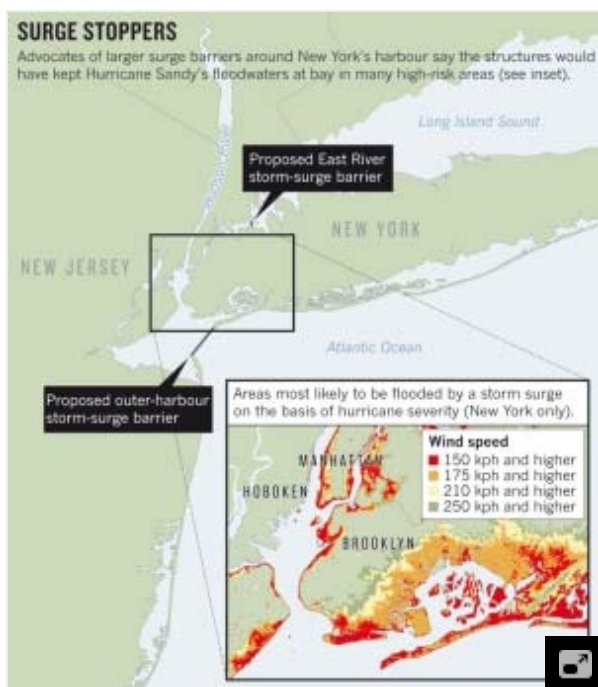 SURGE STOPPERS
Advocates of larger surge barriers around New York's harbour say the structures would
have kept Hurricane Sandy's floodwaters at bay in many high-risk areas (see inset).
Long Island Sound
Proposed East River
storm-surge barrier
NEW YORK
NEW JERSEY
Atlantic Ocean
Proposed outer-harbour
storm-surge barrier
Areas most likely to be flooded by a storm surge
on the basis of hurricane severity (New York only).
Wind speed
150 kph and higher
175 kph and higher
210 kph and higher
250 kph and higher
MANHATTAN
HOBOKEN
BROOKLYN